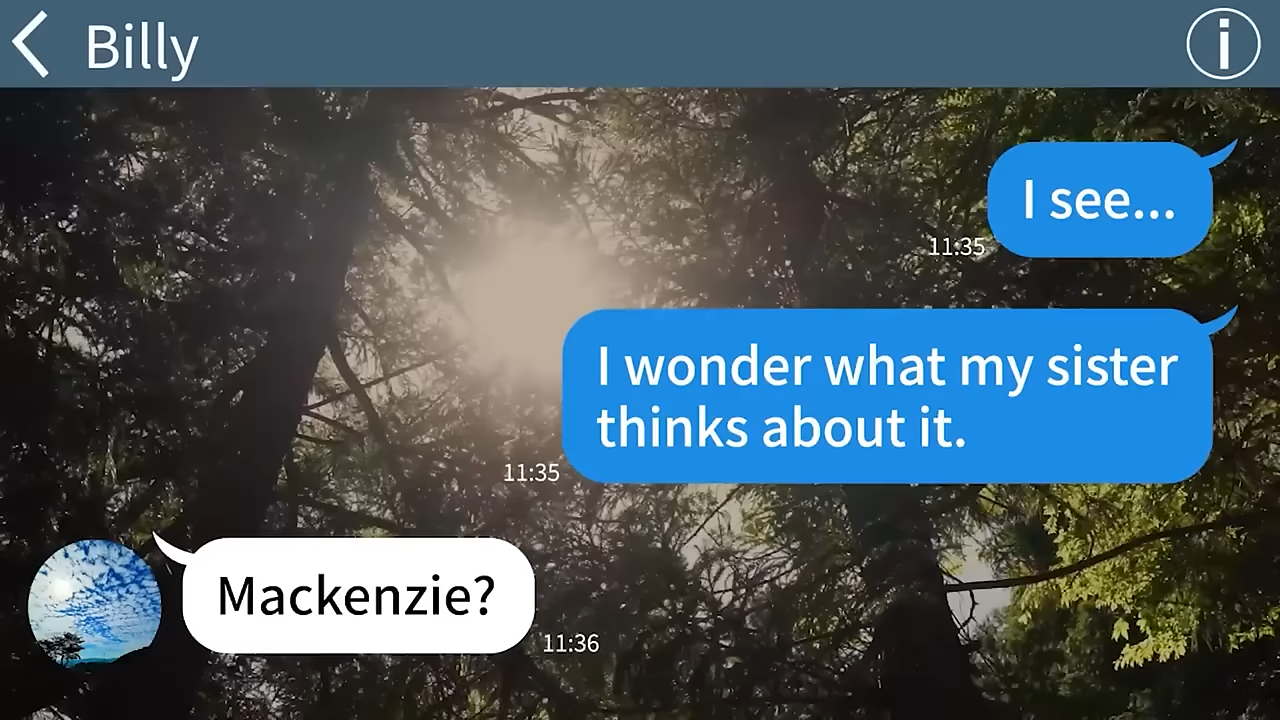 Billy
I see...
11:35
I wonder what my sister
thinks about it.
11:35
Mackenzie?
11:36